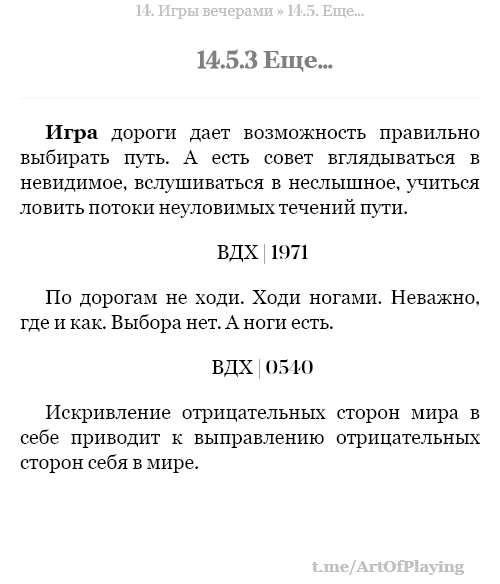 14. Игры вечерами » 14.5. Еще...
14.5.3 Еще...
Игра дороги дает возможность правильно
выбирать путь. А есть совет вглядываться в
невидимое, вслушиваться в неслышное, учиться
ловить потоки неуловимых течений пути.
ВДХ | 1971
По дорогам не ходи. Ходи ногами. Неважно,
где и как. Выбора нет. А ноги есть.
ВДХ | 0540
Искривление отрицательных сторон мира в
себе приводит к выправлению отрицательных
сторон себя в мире.
t.me/ArtOfPlaying